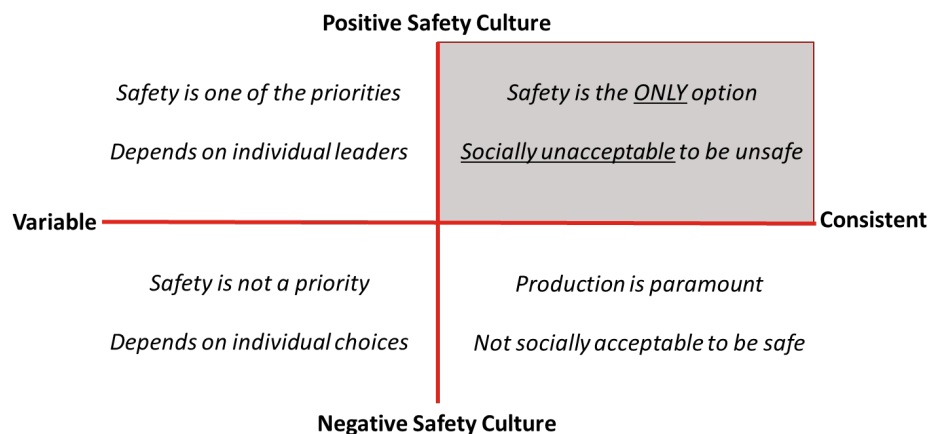 Positive Safety Culture
Safety is one of the priorities
Safety is the ONLY option
Depends on individual leaders
Socially unacceptable to be unsafe
Variable
Consistent
Safety is not a priority
Production is paramount
Depends on individual choices
Not socially acceptable to be safe
Negative Safety Culture